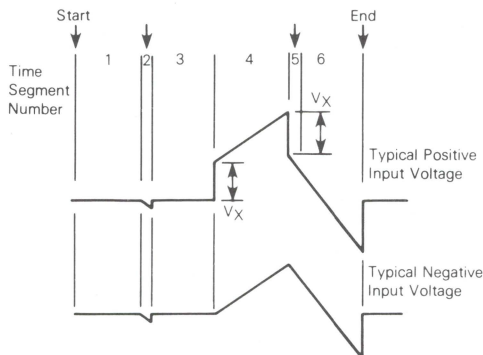 Start
End
Time
Segment
Number
1 2 3 4 5 6
VX
VX
Typical Positive
Input Voltage
Typical Negative
Input Voltage